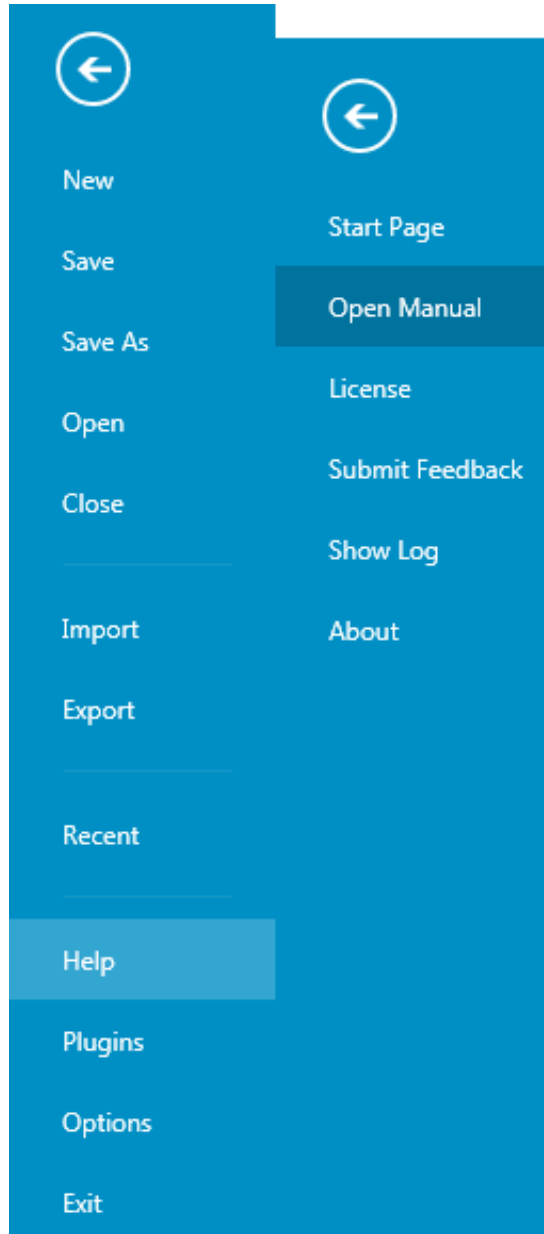 New
Save
Save As
Open
Close
Import
Export
Recent
Help
Plugins
Options
Exit
Start Page
Open Manual
License
Submit Feedback
Show Log
About